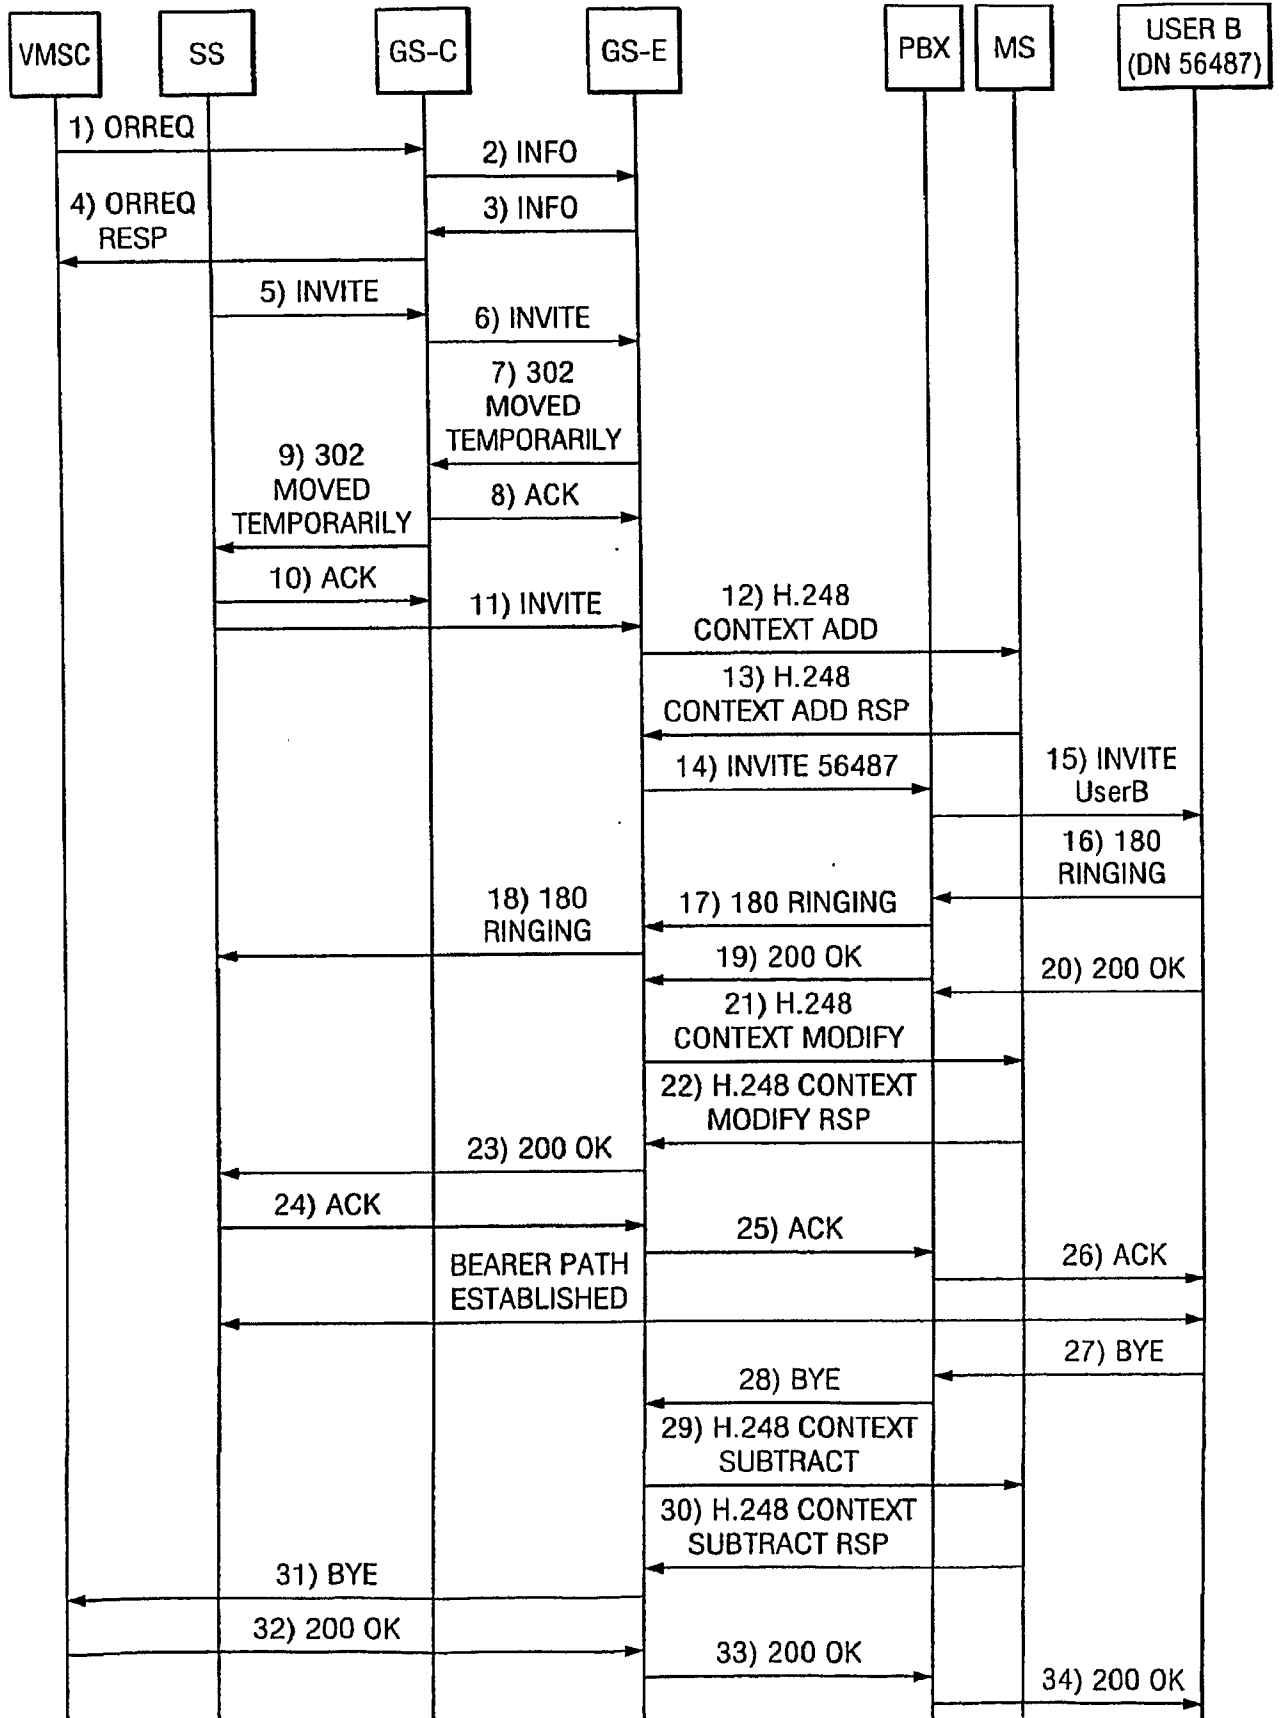 VMSC
SS
GS-C
GS-E
PBX
MS
USER B
(DN 56487)
1) ORREQ
2) INFO
3) INFO
4) ORREQ
RESP
5) INVITE
6) INVITE
7) 302
MOVED
TEMPORARILY
8) ACK
9) 302
MOVED
TEMPORARILY
10) ACK
11) INVITE
12) H.248
CONTEXT ADD
13) H.248
CONTEXT ADD RSP
14) INVITE 56487
15) INVITE
UserB
16) 180
RINGING
17) 180 RINGING
18) 180
RINGING
19) 200 OK
20) 200 OK
21) H.248
CONTEXT MODIFY
22) H.248 CONTEXT
MODIFY RSP
23) 200 OK
24) ACK
25) ACK
26) ACK
BEARER PATH
ESTABLISHED
27) BYE
28) BYE
29) H.248 CONTEXT
SUBTRACT
30) H.248 CONTEXT
SUBTRACT RSP
31) BYE
32) 200 OK
33) 200 OK
34) 200 OK